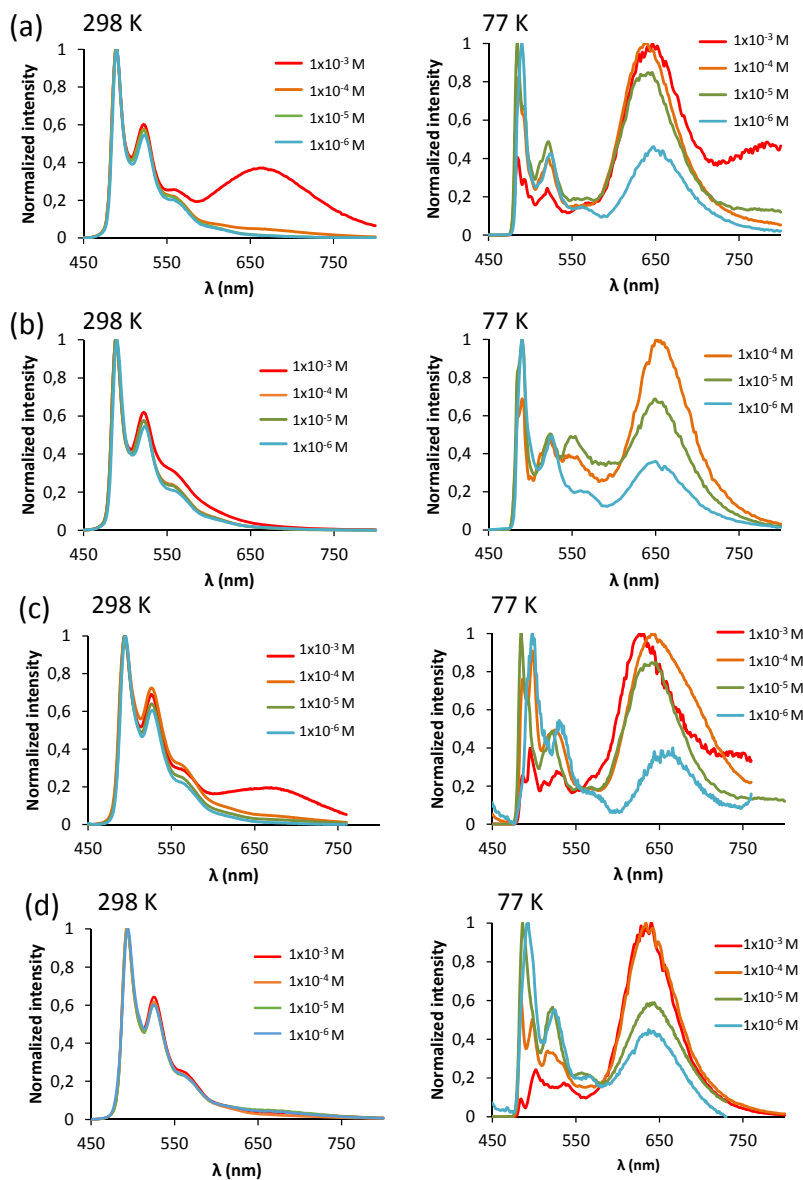 (a)
298 K
Normalized intensity
1
0,8
0,6
0,4
0,2
0
450
550
650
750
λ (nm)
1x10⁻³ M
1x10⁻⁴ M
1x10⁻⁵ M
1x10⁻⁶ M
77 K
Normalized intensity
1
0,8
0,6
0,4
0,2
0
450
550
650
750
λ (nm)
1x10⁻³ M
1x10⁻⁴ M
1x10⁻⁵ M
1x10⁻⁶ M
(b)
298 K
Normalized intensity
1
0,8
0,6
0,4
0,2
0
450
550
650
750
λ (nm)
1x10⁻³ M
1x10⁻⁴ M
1x10⁻⁵ M
1x10⁻⁶ M
77 K
Normalized intensity
1
0,8
0,6
0,4
0,2
0
450
550
650
750
λ (nm)
1x10⁻⁴ M
1x10⁻⁵ M
1x10⁻⁶ M
(c)
298 K
Normalized intensity
1
0,8
0,6
0,4
0,2
0
450
550
650
750
λ (nm)
1x10⁻³ M
1x10⁻⁴ M
1x10⁻⁵ M
1x10⁻⁶ M
77 K
Normalized intensity
1
0,8
0,6
0,4
0,2
0
450
550
650
750
λ (nm)
1x10⁻³ M
1x10⁻⁴ M
1x10⁻⁵ M
1x10⁻⁶ M
(d)
298 K
Normalized intensity
1
0,8
0,6
0,4
0,2
0
450
550
650
750
λ (nm)
1x10⁻³ M
1x10⁻⁴ M
1x10⁻⁵ M
1x10⁻⁶ M
77 K
Normalized intensity
1
0,8
0,6
0,4
0,2
0
450
550
650
750
λ (nm)
1x10⁻³ M
1x10⁻⁴ M
1x10⁻⁵ M
1x10⁻⁶ M